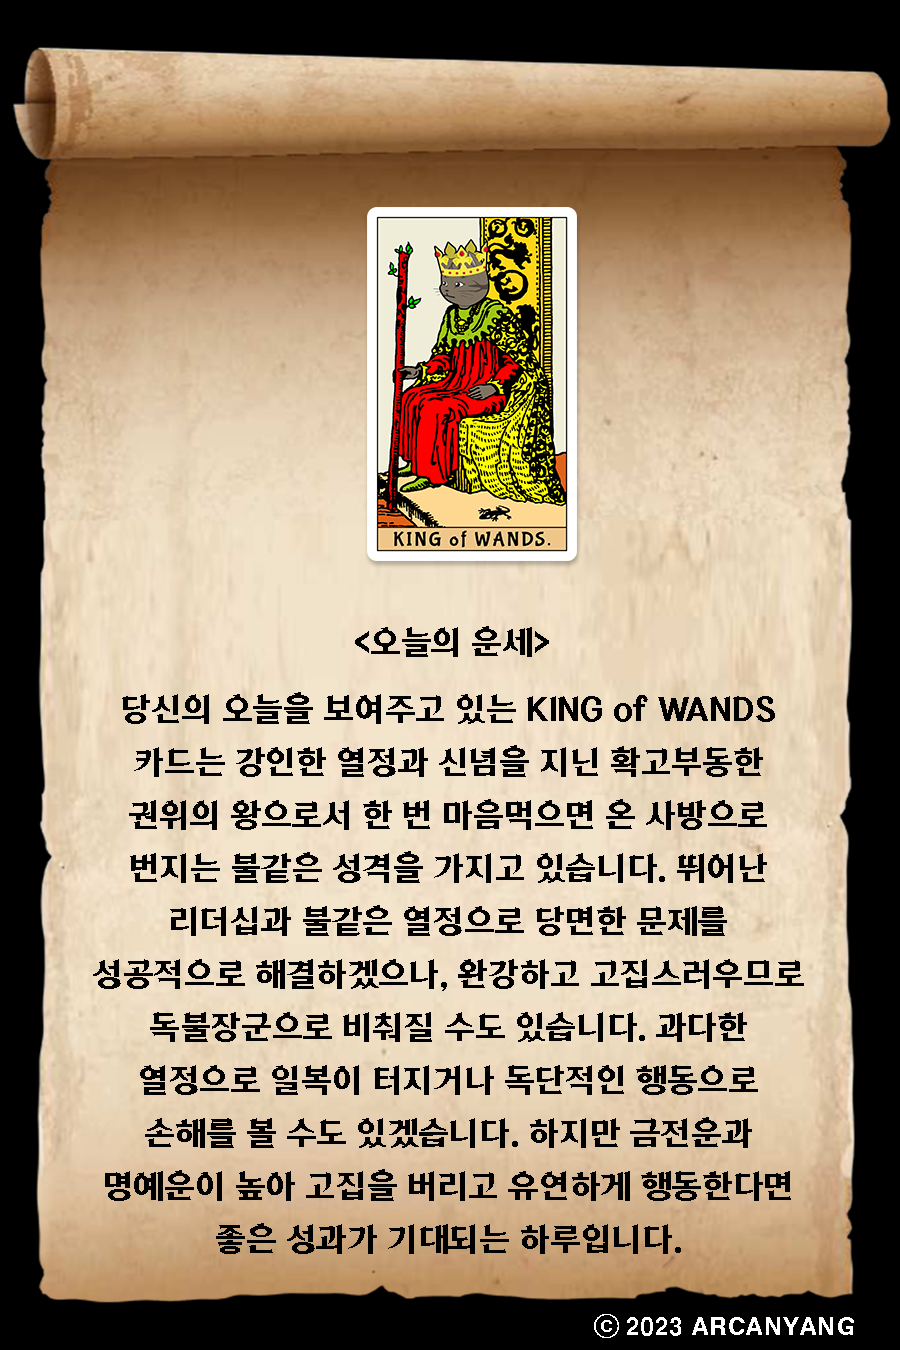 KING of WANDS.
<오늘의 운세>
당신의 오늘을 보여주고 있는 KING of WANDS
카드는 강인한 열정과 신념을 지닌 확고부동한
권위의 왕으로서 한 번 마음먹으면 온 사방으로
번지는 불같은 성격을 가지고 있습니다. 뛰어난
리더십과 불같은 열정으로 당면한 문제를
성공적으로 해결하겠으나, 완강하고 고집스러우므로
독불장군으로 비춰질 수도 있습니다. 과다한
열정으로 일복이 터지거나 독단적인 행동으로
손해를 볼 수도 있겠습니다. 하지만 금전운과
명예운이 높아 고집을 버리고 유연하게 행동한다면
좋은 성과가 기대되는 하루입니다.
© 2023 ARCANYANG